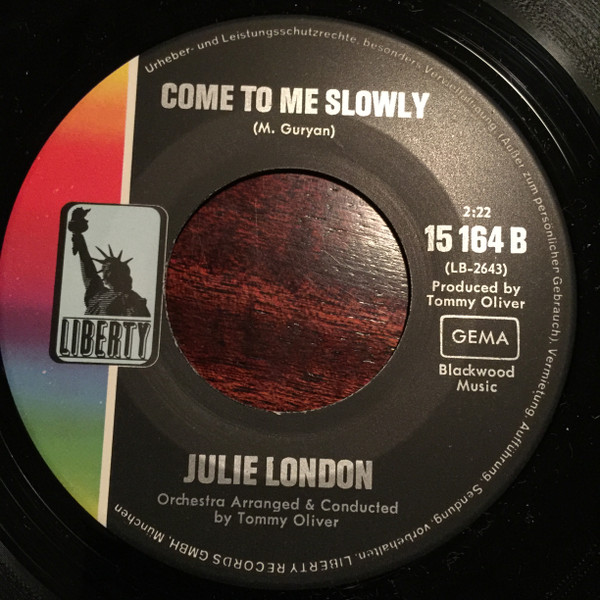 Urheber- und Leistungsschutzrechte, besonders Vervielfältigung (Außer zum persönlichen Gebrauch), Vermietung, Aufführung, Sendung, vorbehalten. LIBERTY RECORDS GMBH, München
COME TO ME SLOWLY
(M. Guryan)
2:22
15 164 B
(LB-2643)
Produced by
Tommy Oliver
GEMA
Blackwood
Music
LIBERTY
JULIE LONDON
Orchestra Arranged & Conducted
by Tommy Oliver